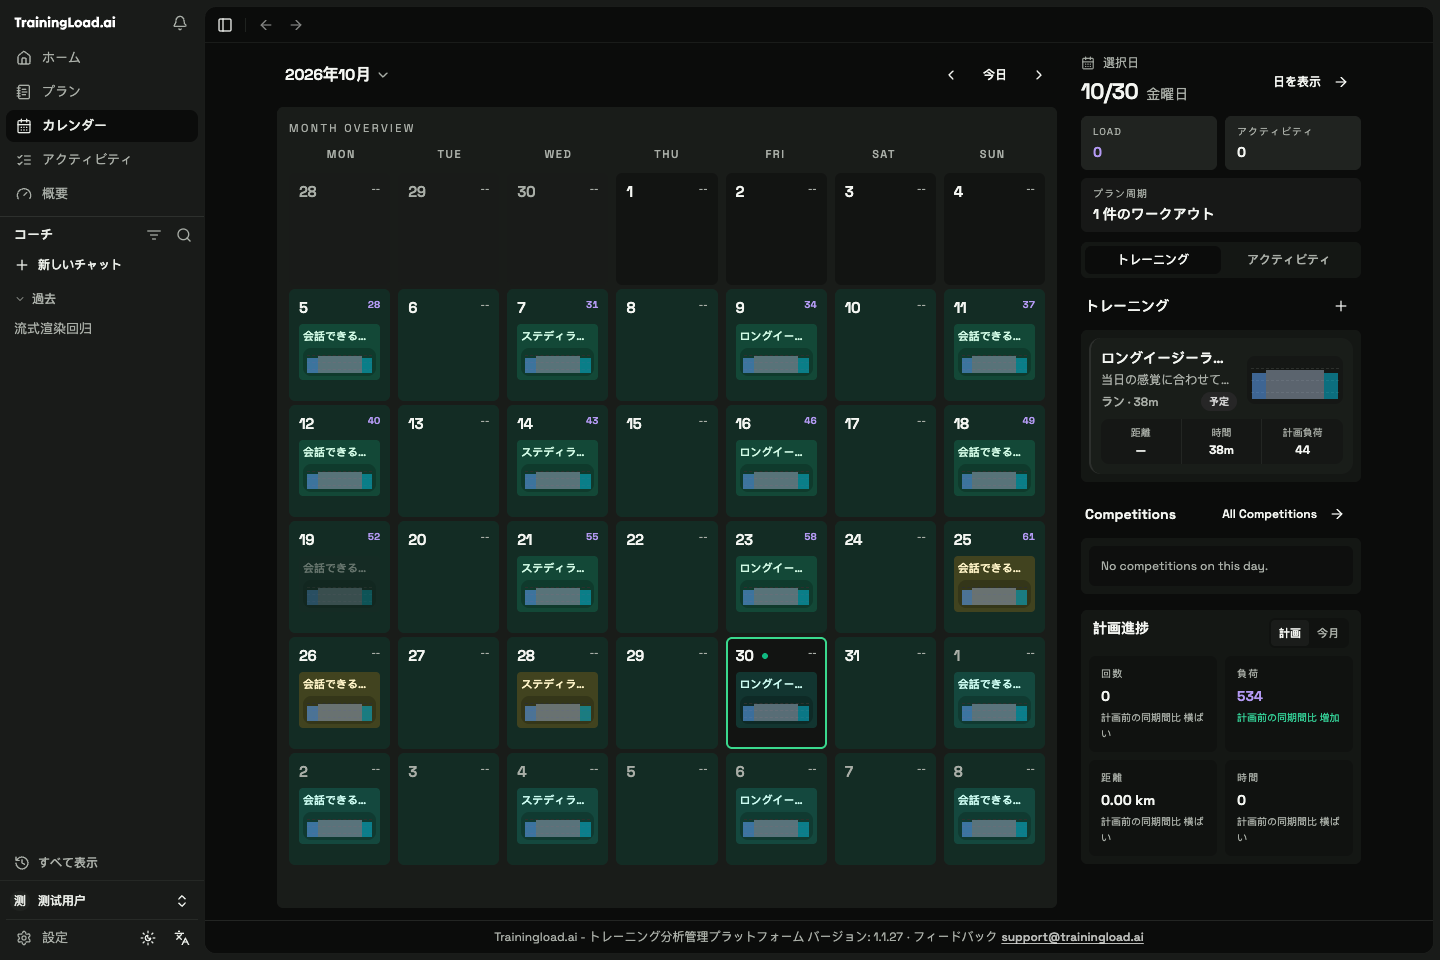 TrainingLoad.ai
ホーム
プラン
カレンダー
アクティビティ
概要
コーチ
新しいチャット
過去
流式渲染回归
すべて表示
测 测试用户
設定
2026年10月
今日
MONTH OVERVIEW
MON TUE WED THU FRI SAT SUN
28 -- 29 -- 30 -- 1 -- 2 -- 3 -- 4 --
5 28 6 -- 7 31 8 -- 9 34 10 -- 11 37
会話できる... ステディラ... ロングイー... 会話できる...
12 40 13 -- 14 43 15 -- 16 46 17 -- 18 49
会話できる... ステディラ... ロングイー... 会話できる...
19 52 20 -- 21 55 22 -- 23 58 24 -- 25 61
会話できる... ステディラ... ロングイー... 会話できる...
26 -- 27 -- 28 -- 29 -- 30 -- 31 -- 1 --
会話できる... ステディラ... ロングイー... 会話できる...
2 -- 3 -- 4 -- 5 -- 6 -- 7 -- 8 --
会話できる... ステディラ... ロングイー... 会話できる...
選択日
10/30 金曜日
日を表示
LOAD
0
アクティビティ
0
プラン周期
1 件のワークアウト
トレーニング アクティビティ
トレーニング
ロングイージーラ...
当日の感覚に合わせて...
ラン · 38m 予定
距離 時間 計画負荷
— 38m 44
Competitions All Competitions
No competitions on this day.
計画進捗 計画 今月
回数
0
計画前の同期間比 横ば
い
負荷
534
計画前の同期間比 増加
距離
0.00 km
計画前の同期間比 横ば
い
時間
0
計画前の同期間比 横ば
い
Trainingload.ai - トレーニング分析管理プラットフォーム バージョン: 1.1.27 · フィードバック support@trainingload.ai